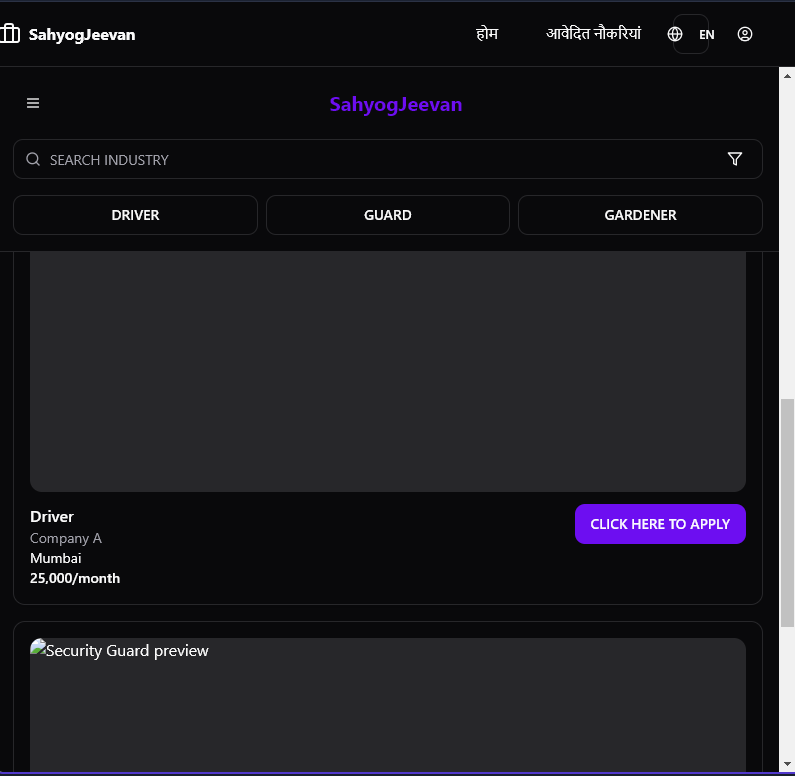 SahyogJeevan
होम
आवेदित नौकरियां
EN
SahyogJeevan
SEARCH INDUSTRY
DRIVER
GUARD
GARDENER
Driver
CLICK HERE TO APPLY
Company A
Mumbai
25,000/month
Security Guard preview